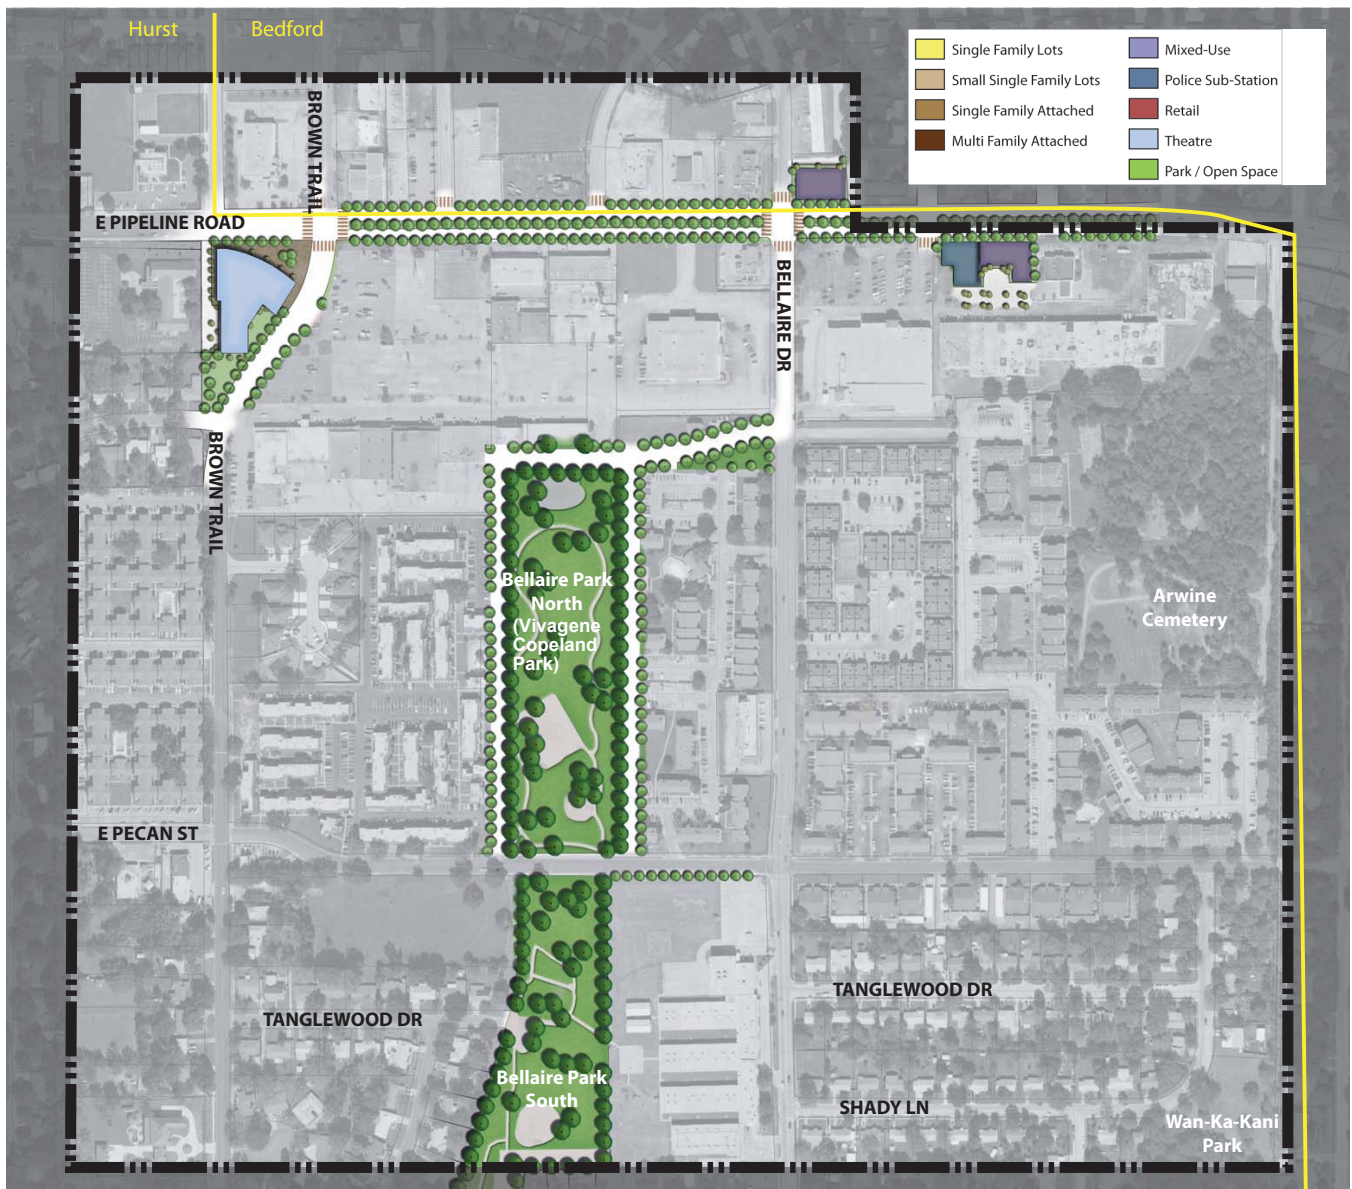 Hurst
Bedford
Single Family Lots
Small Single Family Lots
Single Family Attached
Multi Family Attached
Mixed-Use
Police Sub-Station
Retail
Theatre
Park / Open Space
BROWN TRAIL
E PIPELINE ROAD
BELLAIRE DR
BROWN TRAIL
Bellaire Park
North
(Vivagene
Copeland
Park)
Arwine
Cemetery
E PECAN ST
TANGLEWOOD DR
TANGLEWOOD DR
Bellaire Park
South
SHADY LN
Wan-Ka-Kani
Park